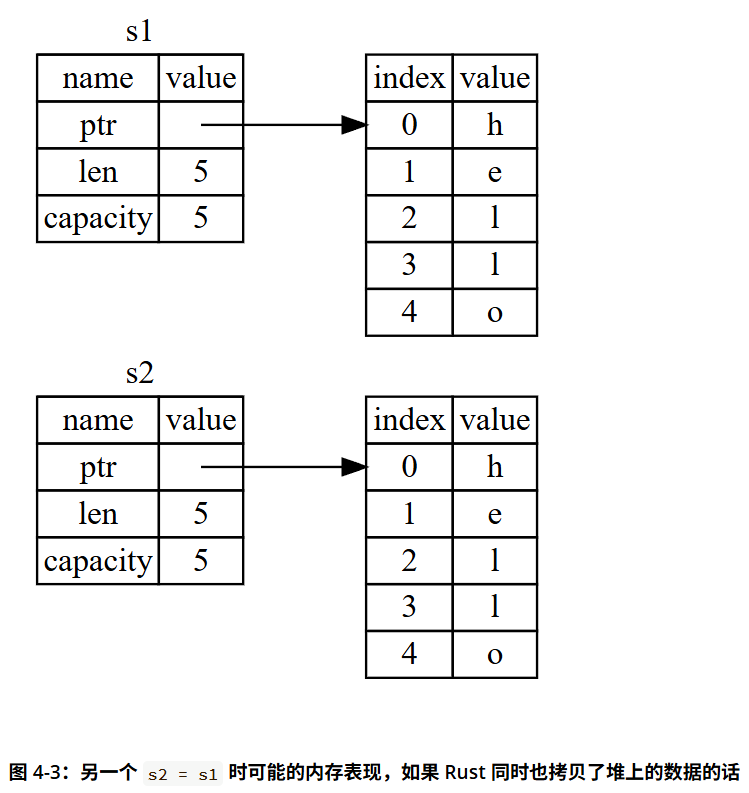 s1
name value
ptr
len 5
capacity 5
index value
0 h
1 e
2 l
3 l
4 o
s2
name value
ptr
len 5
capacity 5
index value
0 h
1 e
2 l
3 l
4 o
图 4-3：另一个 s2 = s1 时可能的内存表现，如果 Rust 同时也拷贝了堆上的数据的话